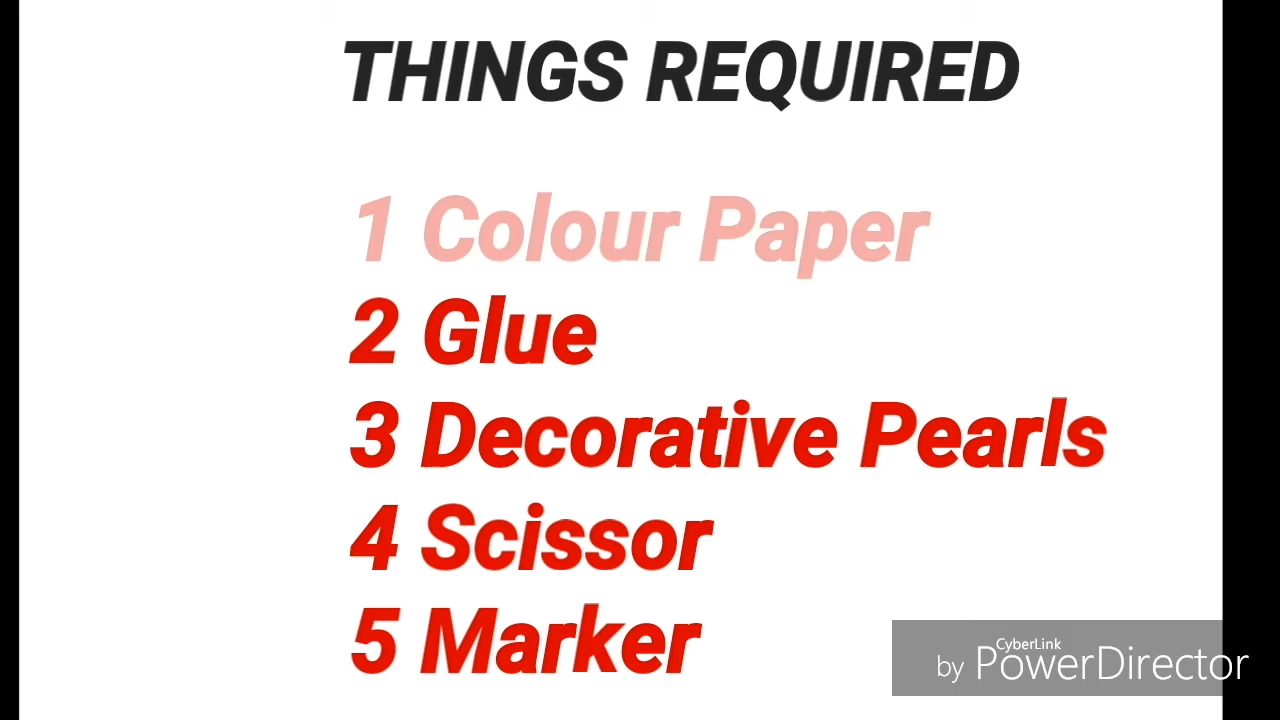 THINGS REQUIRED
1 Colour Paper
2 Glue
3 Decorative Pearls
4 Scissor
5 Marker
CyberLink
by PowerDirector